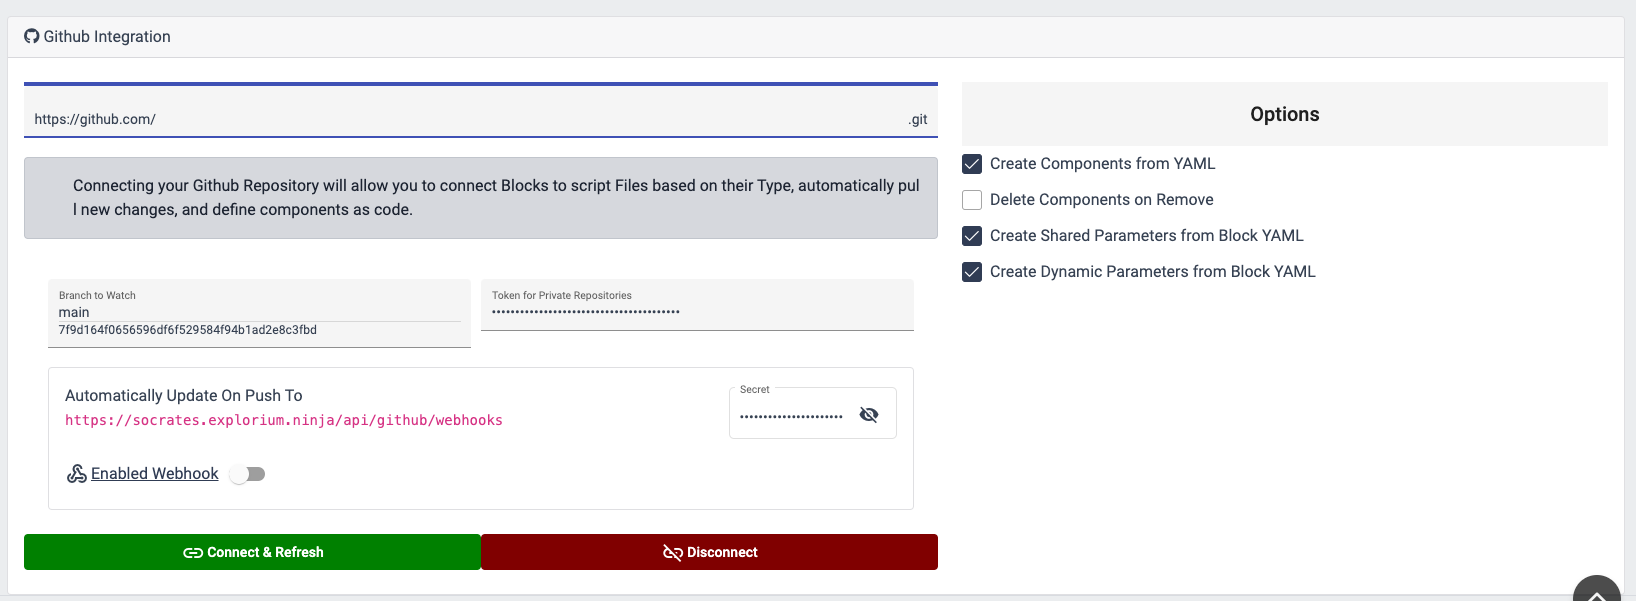 Github Integration
https://github.com/ .git
Connecting your Github Repository will allow you to connect Blocks to script Files based on their Type, automatically pul
l new changes, and define components as code.
Branch to Watch
main
7f9d164f0656596df6f529584f94b1ad2e8c3fbd
Token for Private Repositories
••••••••••••••••••••••••••••••••••••••••
Automatically Update On Push To
https://socrates.explorium.ninja/api/github/webhooks
Secret
••••••••••••••••••••••
Enabled Webhook
Connect & Refresh
Disconnect
Options
Create Components from YAML
Delete Components on Remove
Create Shared Parameters from Block YAML
Create Dynamic Parameters from Block YAML